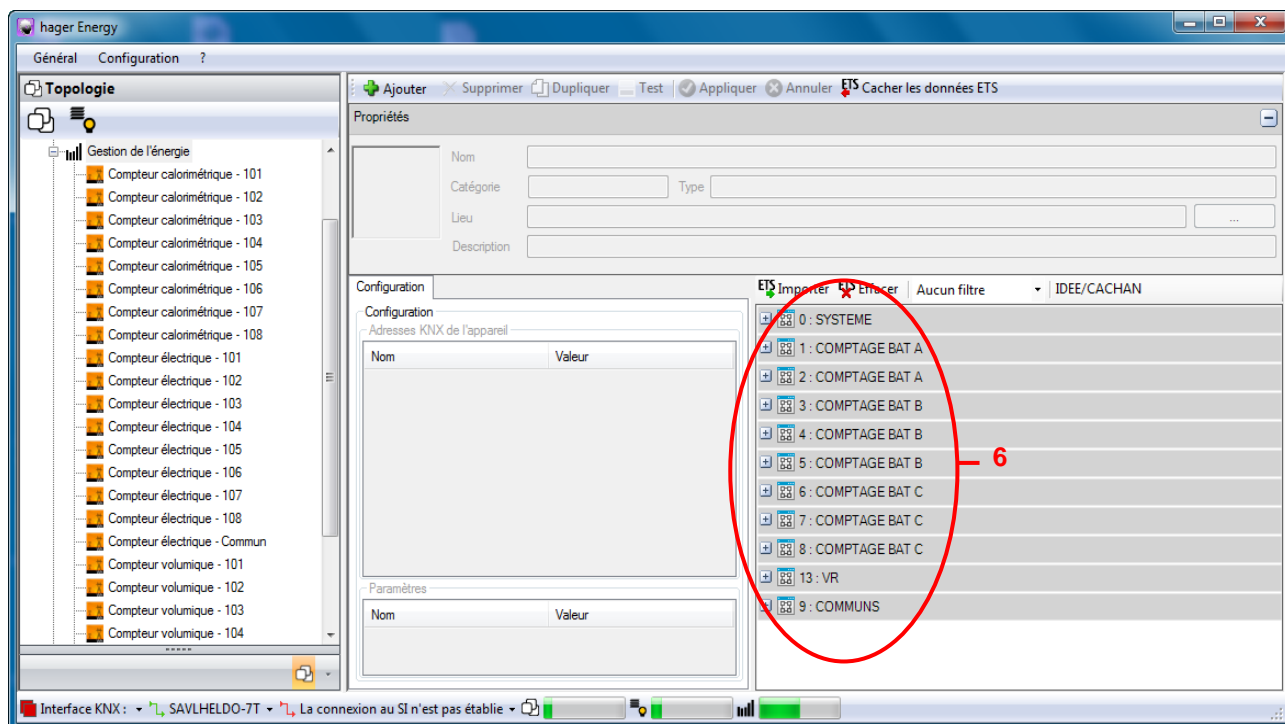 hager Energy
Général Configuration ?
Topologie
Ajouter Supprimer Dupliquer Test Appliquer Annuler ETS Cacher les données ETS
Propriétés
Nom
Catégorie Type
Lieu ...
Description
Gestion de l'énergie
Compteur calorimétrique - 101
Compteur calorimétrique - 102
Compteur calorimétrique - 103
Compteur calorimétrique - 104
Compteur calorimétrique - 105
Compteur calorimétrique - 106
Compteur calorimétrique - 107
Compteur calorimétrique - 108
Compteur électrique - 101
Compteur électrique - 102
Compteur électrique - 103
Compteur électrique - 104
Compteur électrique - 105
Compteur électrique - 106
Compteur électrique - 107
Compteur électrique - 108
Compteur électrique - Commun
Compteur volumique - 101
Compteur volumique - 102
Compteur volumique - 103
Compteur volumique - 104
Configuration
Configuration
Adresses KNX de l'appareil
Nom Valeur
Paramètres
Nom Valeur
ETS Importer ETS Effacer Aucun filtre IDEE/CACHAN
0 : SYSTEME
1 : COMPTAGE BAT A
2 : COMPTAGE BAT A
3 : COMPTAGE BAT B
4 : COMPTAGE BAT B
5 : COMPTAGE BAT B
6 : COMPTAGE BAT C
7 : COMPTAGE BAT C
8 : COMPTAGE BAT C
13 : VR
9 : COMMUNS
6
Interface KNX : SAVLHELDO-7T La connexion au SI n'est pas établie